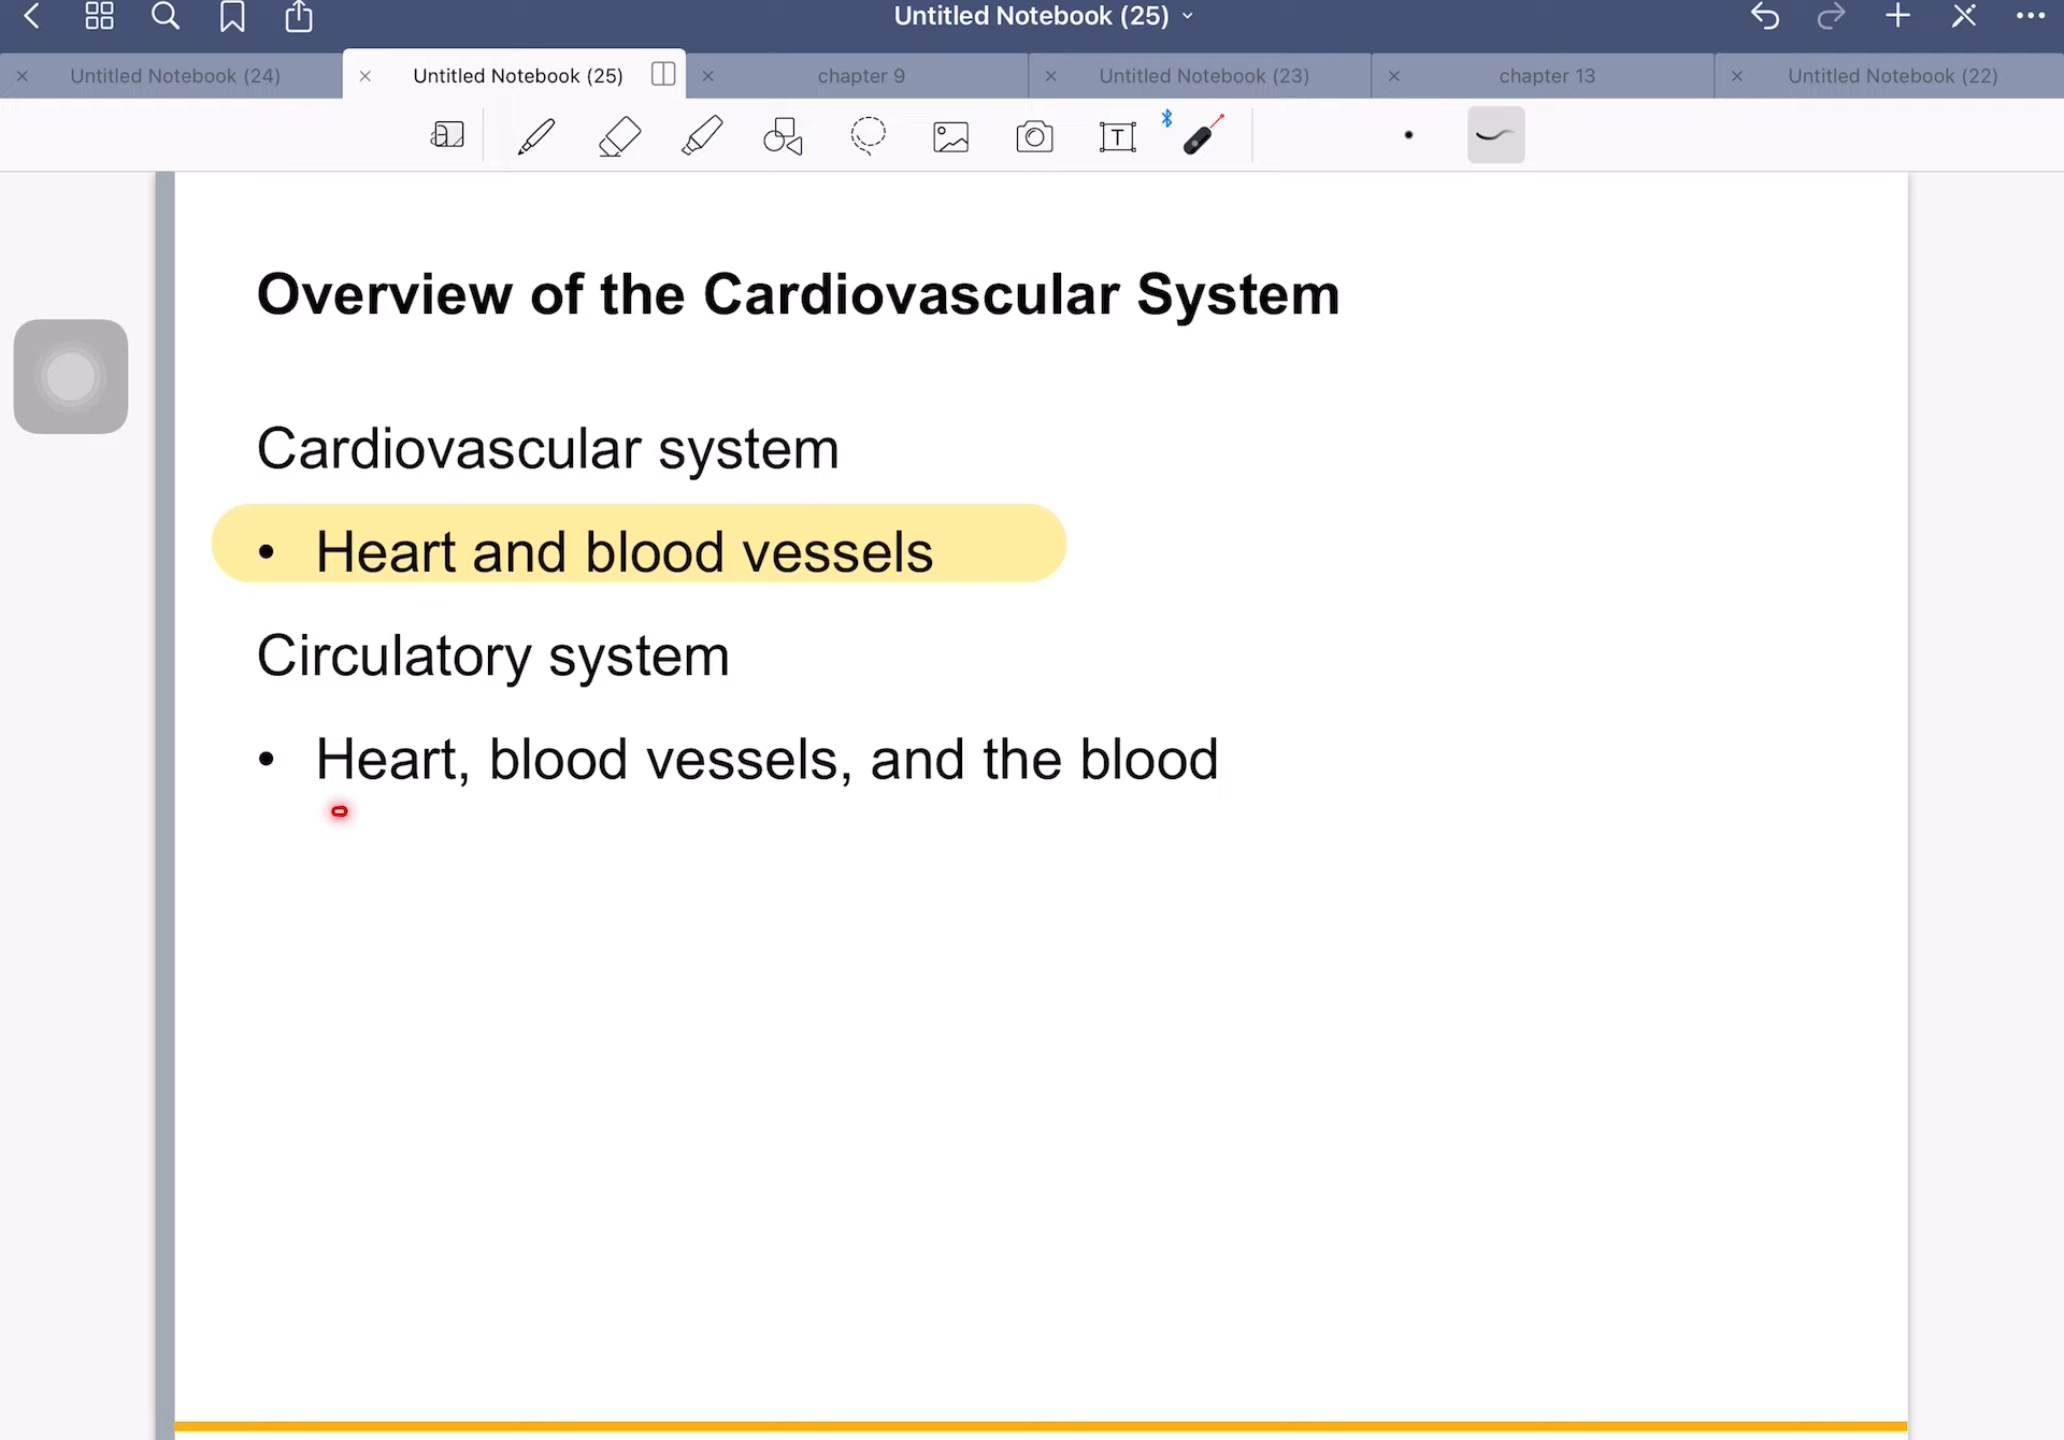 Untitled Notebook (25)
Untitled Notebook (24)
Untitled Notebook (25)
chapter 9
Untitled Notebook (23)
chapter 13
Untitled Notebook (22)
a
T
Overview of the Cardiovascular System
Cardiovascular system
• Heart and blood vessels
Circulatory system
• Heart, blood vessels, and the blood